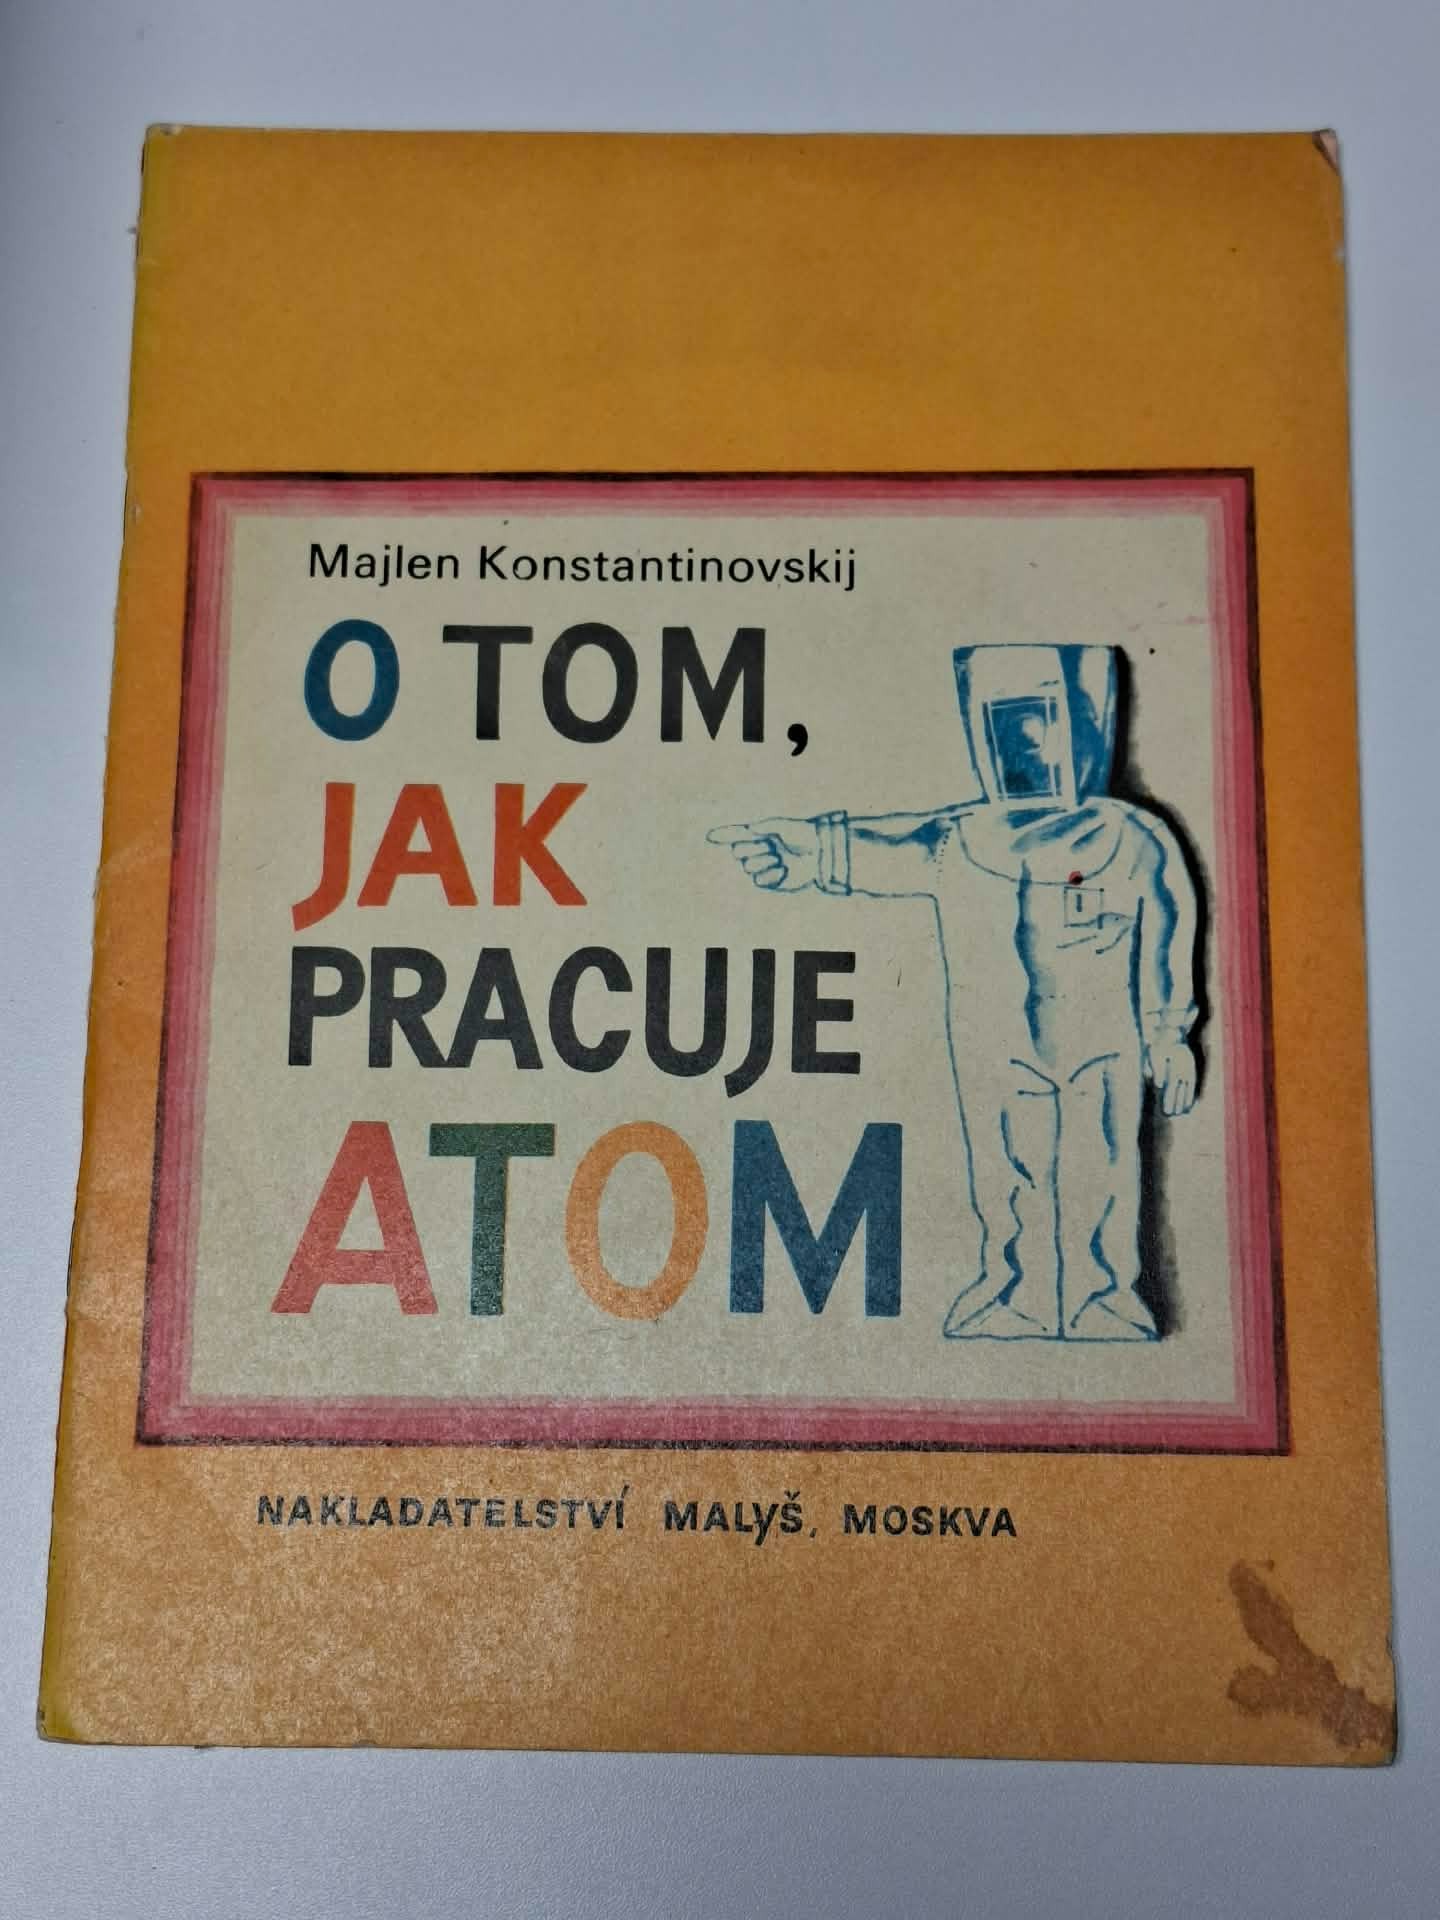 Majlen Konstantinovskij
O TOM,
JAK
PRACUJE
ATOM
NAKLADATELSTVÍ MALYŠ, MOSKVA